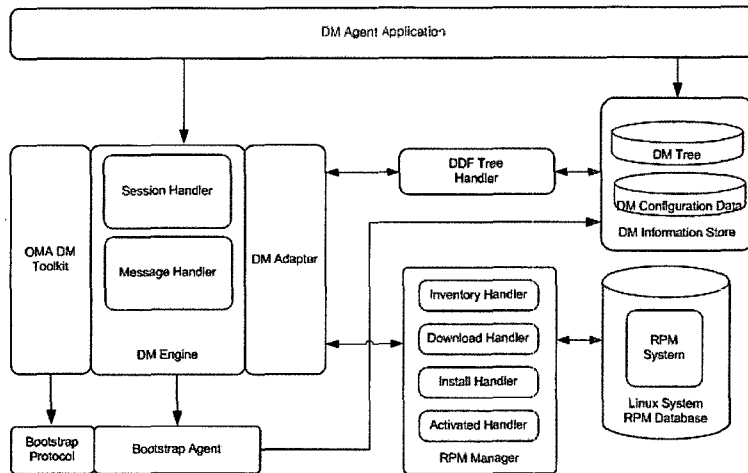 DM Agent Application
OMA DM
Toolkit
Session Handler
Message Handler
DM Engine
DM Adapter
DDF Tree
Handler
DM Tree
DM Configuration Data
DM Information Store
Inventory Handler
Download Handler
Install Handler
Activated Handler
RPM Manager
RPM
System
Linux System
RPM Database
Bootstrap
Protocol
Bootstrap Agent